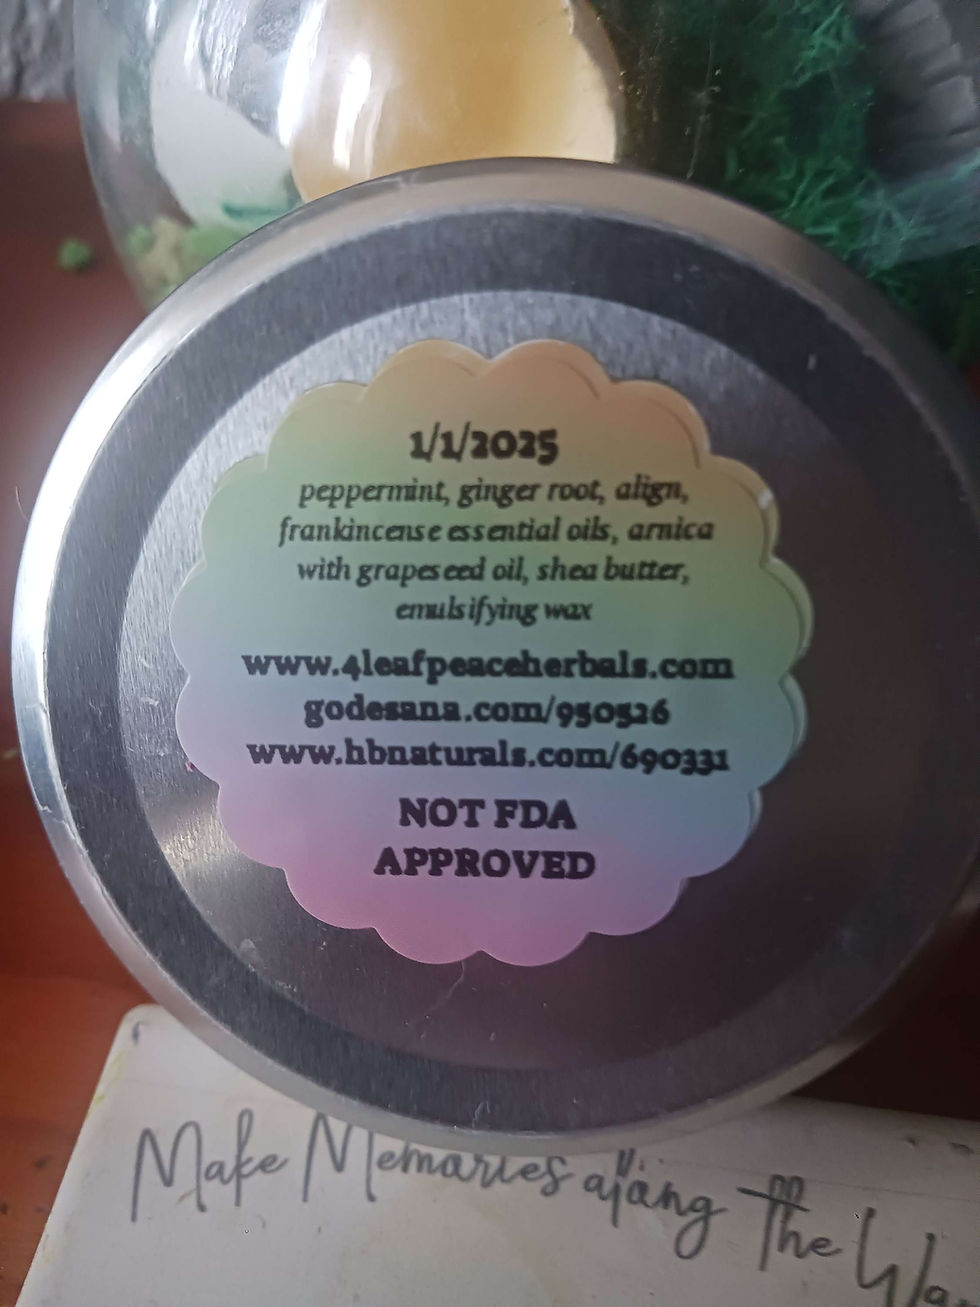 1/1/2025
peppermint, ginger root, align,
frankincense essential oils, arnica
with grapeseed oil, shea butter,
emulsifying wax
www.4leafpeaceherbals.com
godesana.com/950526
www.hbnaturals.com/690331
NOT FDA
APPROVED
Make Memories along the